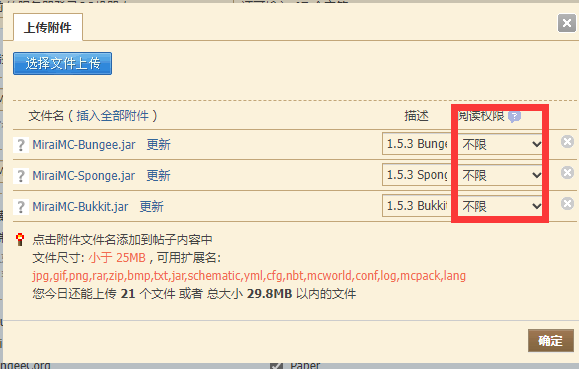 上传附件
选择文件上传
文件名 ( 插入全部附件 ) 描述 阅读权限 ?
? MiraiMC-Bungee.jar 更新 1.5.3 Bunge 不限
? MiraiMC-Sponge.jar 更新 1.5.3 Spong 不限
? MiraiMC-Bukkit.jar 更新 1.5.3 Bukkit 不限
点击附件文件名添加到帖子内容中
文件尺寸: 小于 25MB , 可用扩展名:
jpg,gif,png,rar,zip,bmp,txt,jar,schematic,yml,cfg,nbt,mcworld,conf,log,mcpack,lang
您今日还能上传 21 个文件 或者 总大小 29.8MB 以内的文件
确定
Paper